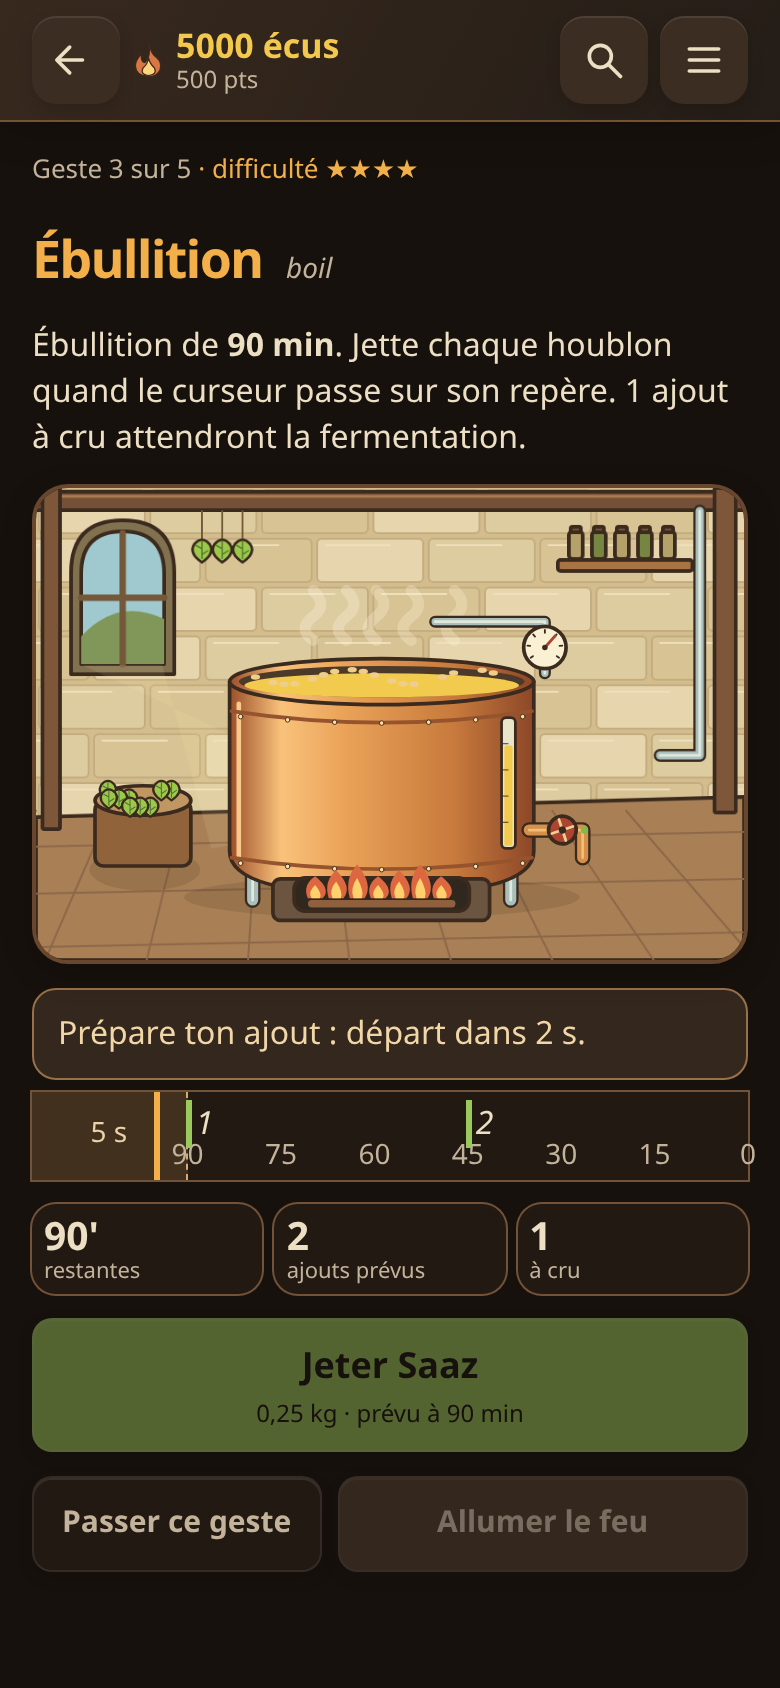 5000 écus
500 pts
Geste 3 sur 5 · difficulté ★★★★
Ébullition boil
Ébullition de 90 min. Jette chaque houblon
quand le curseur passe sur son repère. 1 ajout
à cru attendront la fermentation.
Prépare ton ajout : départ dans 2 s.
5 s 1 2
90 75 60 45 30 15 0
90' 2 1
restantes ajouts prévus à cru
Jeter Saaz
0,25 kg · prévu à 90 min
Passer ce geste Allumer le feu